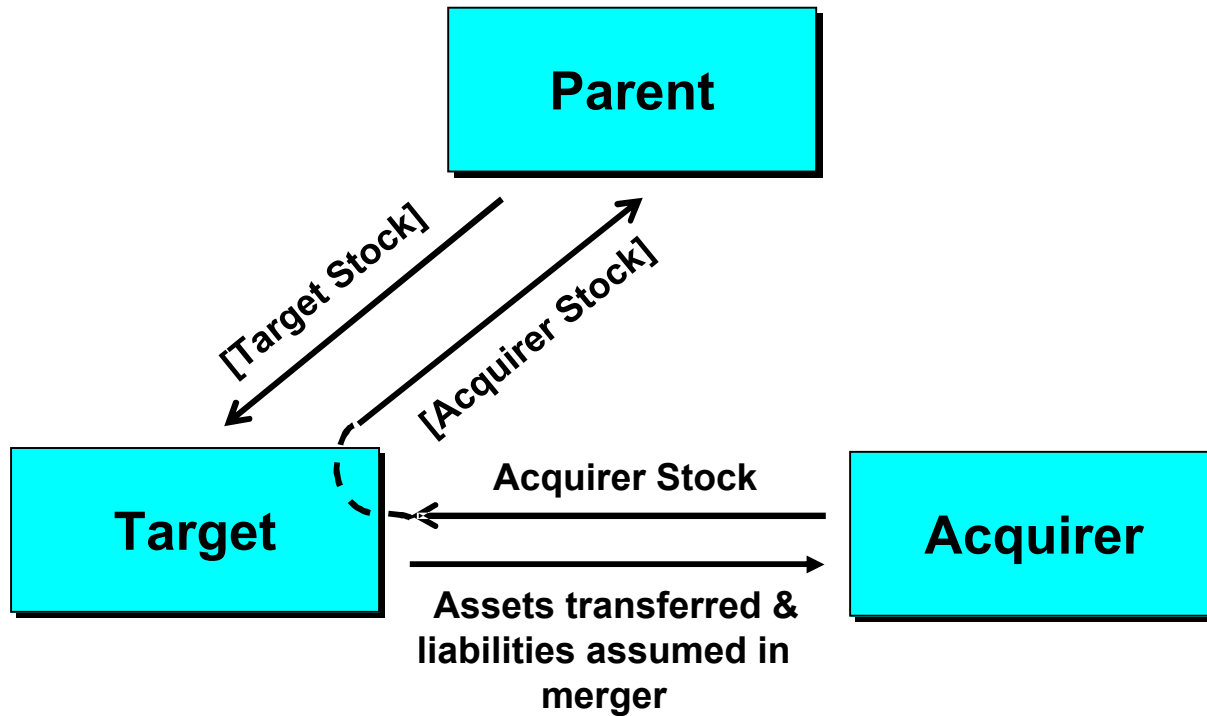 Parent
[Target Stock]
[Acquirer Stock]
Acquirer Stock
Target
Acquirer
Assets transferred &
liabilities assumed in
merger